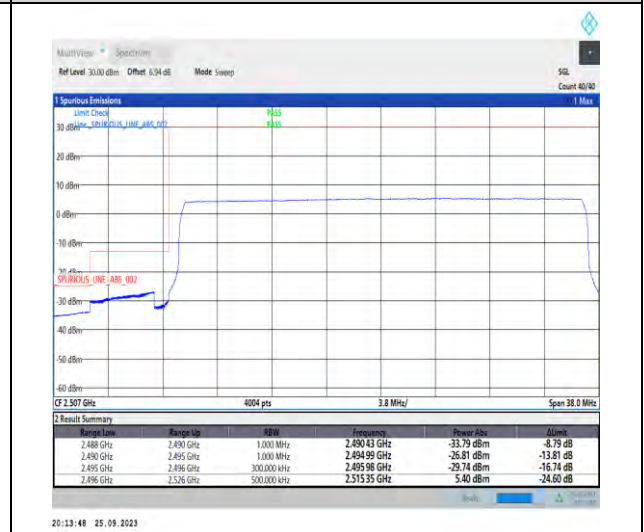 MultiView Spectrum
Ref Level 30.00 dBm Offset 6.94 dB Mode Sweep SGL
Count 40/40
1 Spurious Emissions 1 Max
Limit Check PASS
30 dBm Line _SPURIOUS_LINE_ABS_002 PASS
20 dBm
10 dBm
0 dBm
-10 dBm
-20 dBm
SPURIOUS_LINE_ABS_002
-30 dBm
-40 dBm
-50 dBm
-60 dBm
CF 2.507 GHz 4004 pts 3.8 MHz/ Span 38.0 MHz
2 Result Summary
Range Low Range Up RBW Frequency Power Abs ΔLimit
2.488 GHz 2.490 GHz 1.000 MHz 2.490 43 GHz -33.79 dBm -8.79 dB
2.490 GHz 2.495 GHz 1.000 MHz 2.494 99 GHz -26.81 dBm -13.81 dB
2.495 GHz 2.496 GHz 300.000 kHz 2.495 98 GHz -29.74 dBm -16.74 dB
2.496 GHz 2.526 GHz 500.000 kHz 2.515 35 GHz 5.40 dBm -24.60 dB
Ready
20:13:48 25.09.2023